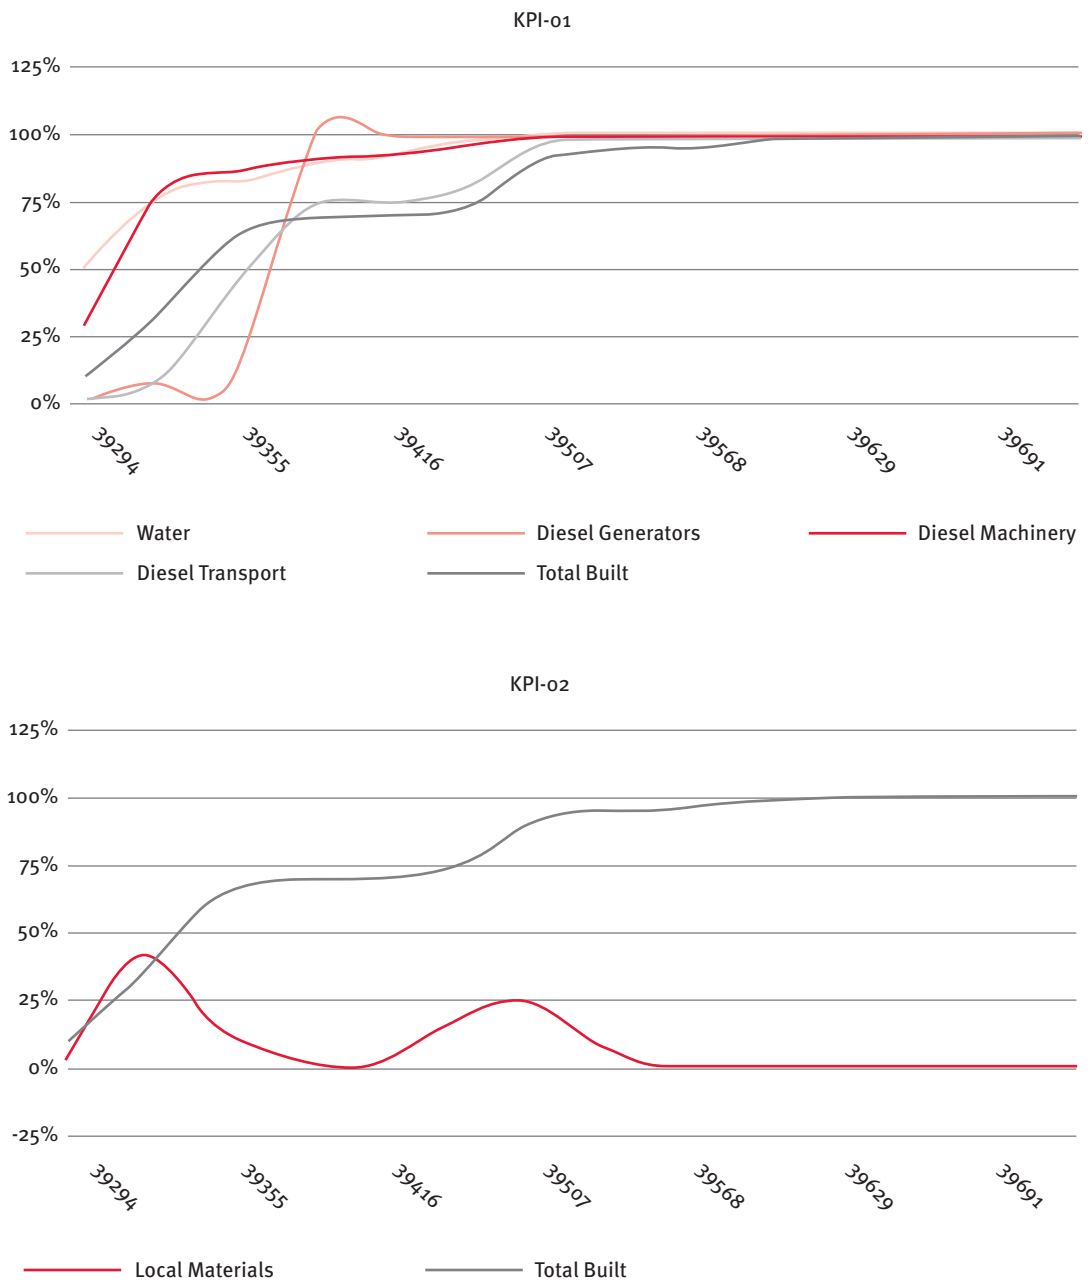 KPI-01
125%
100%
75%
50%
25%
0%
39294 39355 39416 39507 39568 39629 39691
Water Diesel Generators Diesel Machinery
Diesel Transport Total Built
KPI-02
125%
100%
75%
50%
25%
0%
-25%
39294 39355 39416 39507 39568 39629 39691
Local Materials Total Built